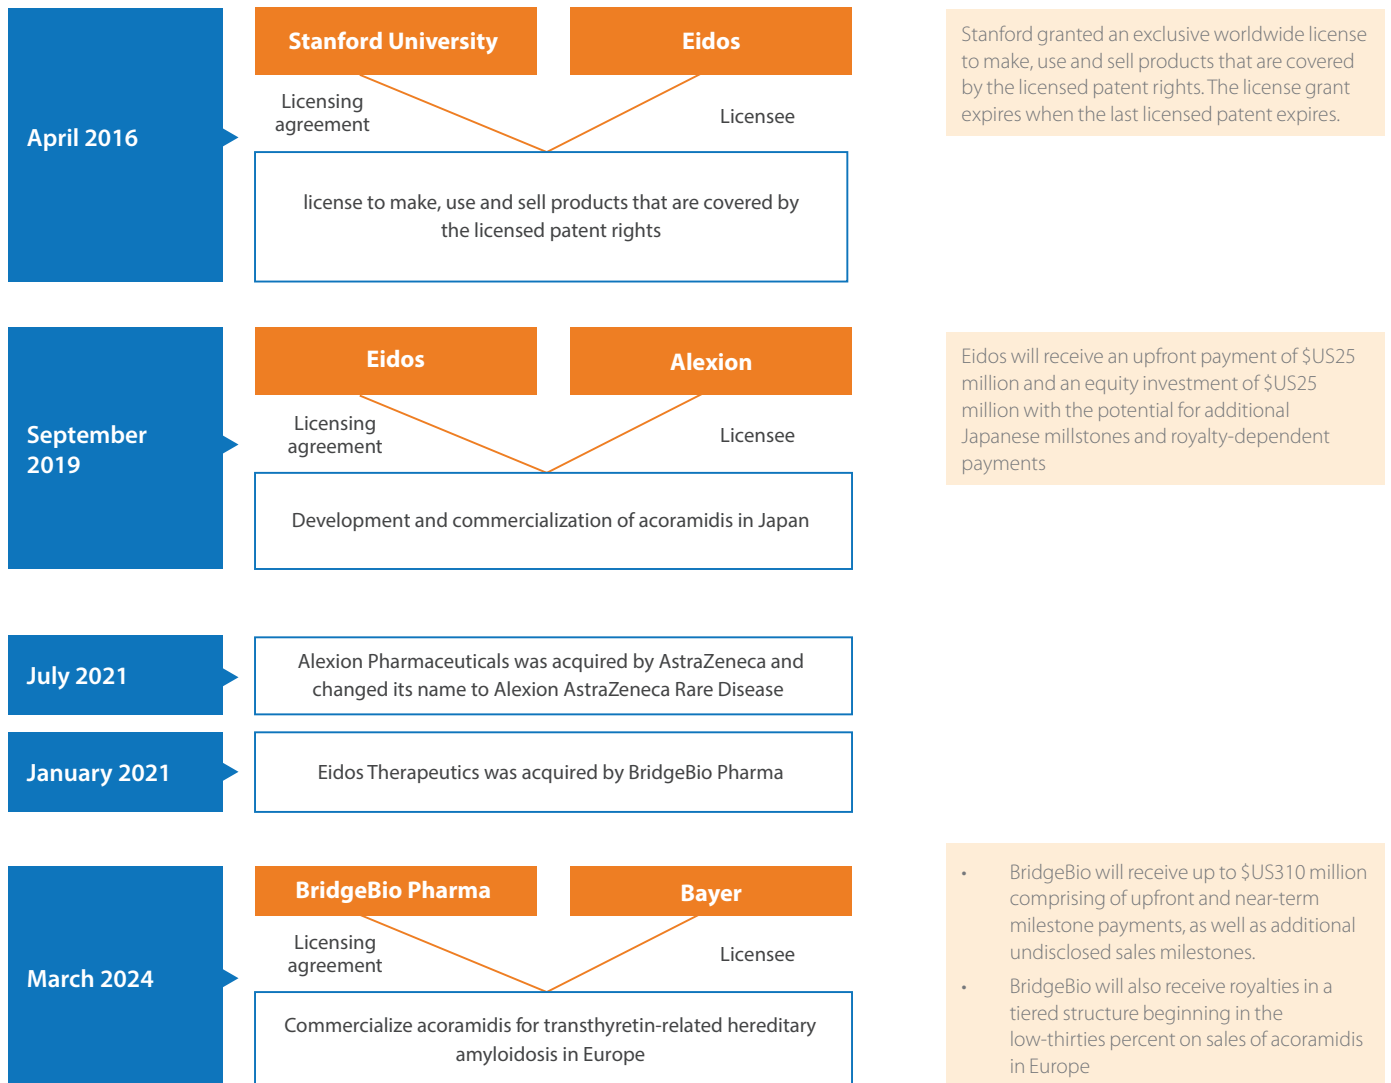 April 2016
Stanford University
Eidos
Licensing
agreement
Licensee
license to make, use and sell products that are covered by
the licensed patent rights
Stanford granted an exclusive worldwide license
to make, use and sell products that are covered
by the licensed patent rights. The license grant
expires when the last licensed patent expires.
September
2019
Eidos
Alexion
Licensing
agreement
Licensee
Development and commercialization of acoramidis in Japan
Eidos will receive an upfront payment of $US25
million and an equity investment of $US25
million with the potential for additional
Japanese millstones and royalty-dependent
payments
July 2021
Alexion Pharmaceuticals was acquired by AstraZeneca and
changed its name to Alexion AstraZeneca Rare Disease
January 2021
Eidos Therapeutics was acquired by BridgeBio Pharma
March 2024
BridgeBio Pharma
Bayer
Licensing
agreement
Licensee
Commercialize acoramidis for transthyretin-related hereditary
amyloidosis in Europe
• BridgeBio will receive up to $US310 million
comprising of upfront and near-term
milestone payments, as well as additional
undisclosed sales milestones.
• BridgeBio will also receive royalties in a
tiered structure beginning in the
low-thirties percent on sales of acoramidis
in Europe